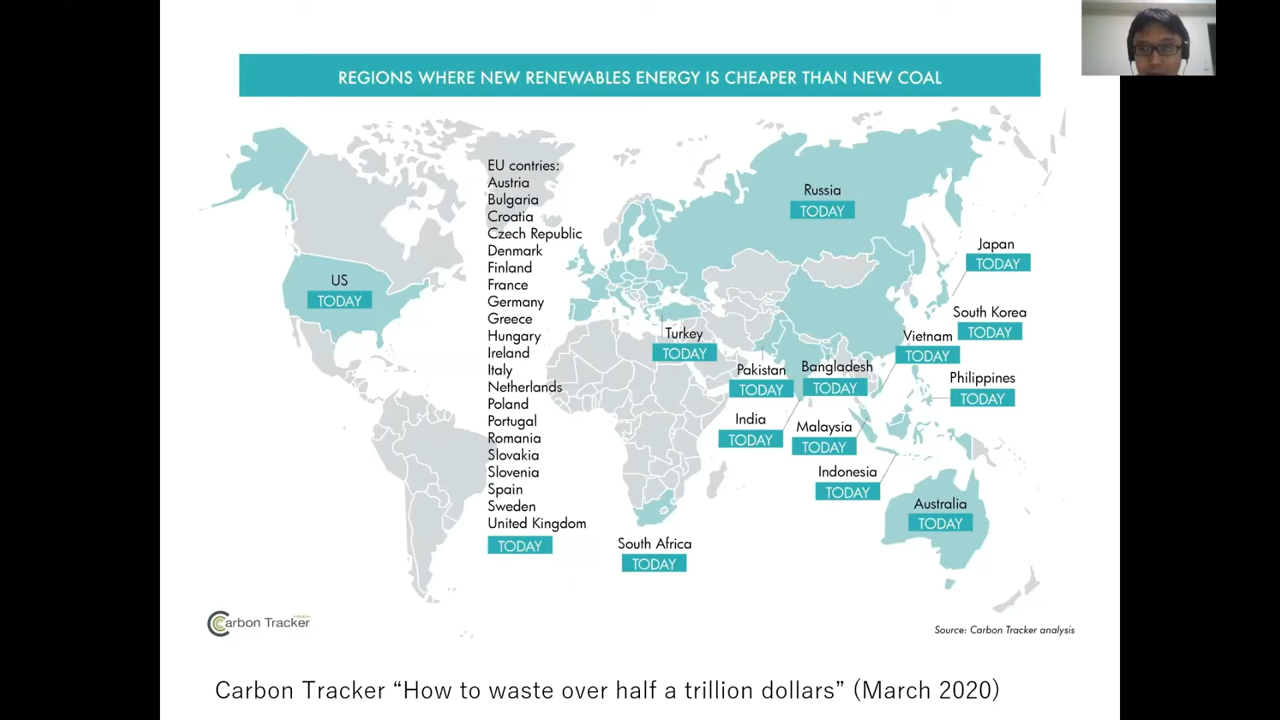 REGIONS WHERE NEW RENEWABLES ENERGY IS CHEAPER THAN NEW COAL
EU contries:
Austria
Bulgaria
Croatia
Czech Republic
Denmark
Finland
France
Germany
Greece
Hungary
Ireland
Italy
Netherlands
Poland
Portugal
Romania
Slovakia
Slovenia
Spain
Sweden
United Kingdom
TODAY
US
TODAY
Russia
TODAY
Japan
TODAY
South Korea
TODAY
Vietnam
TODAY
Turkey
TODAY
Pakistan
TODAY
Bangladesh
TODAY
Philippines
TODAY
India
TODAY
Malaysia
TODAY
Indonesia
TODAY
Australia
TODAY
South Africa
TODAY
Carbon Tracker
Source: Carbon Tracker analysis
Carbon Tracker “How to waste over half a trillion dollars” (March 2020)